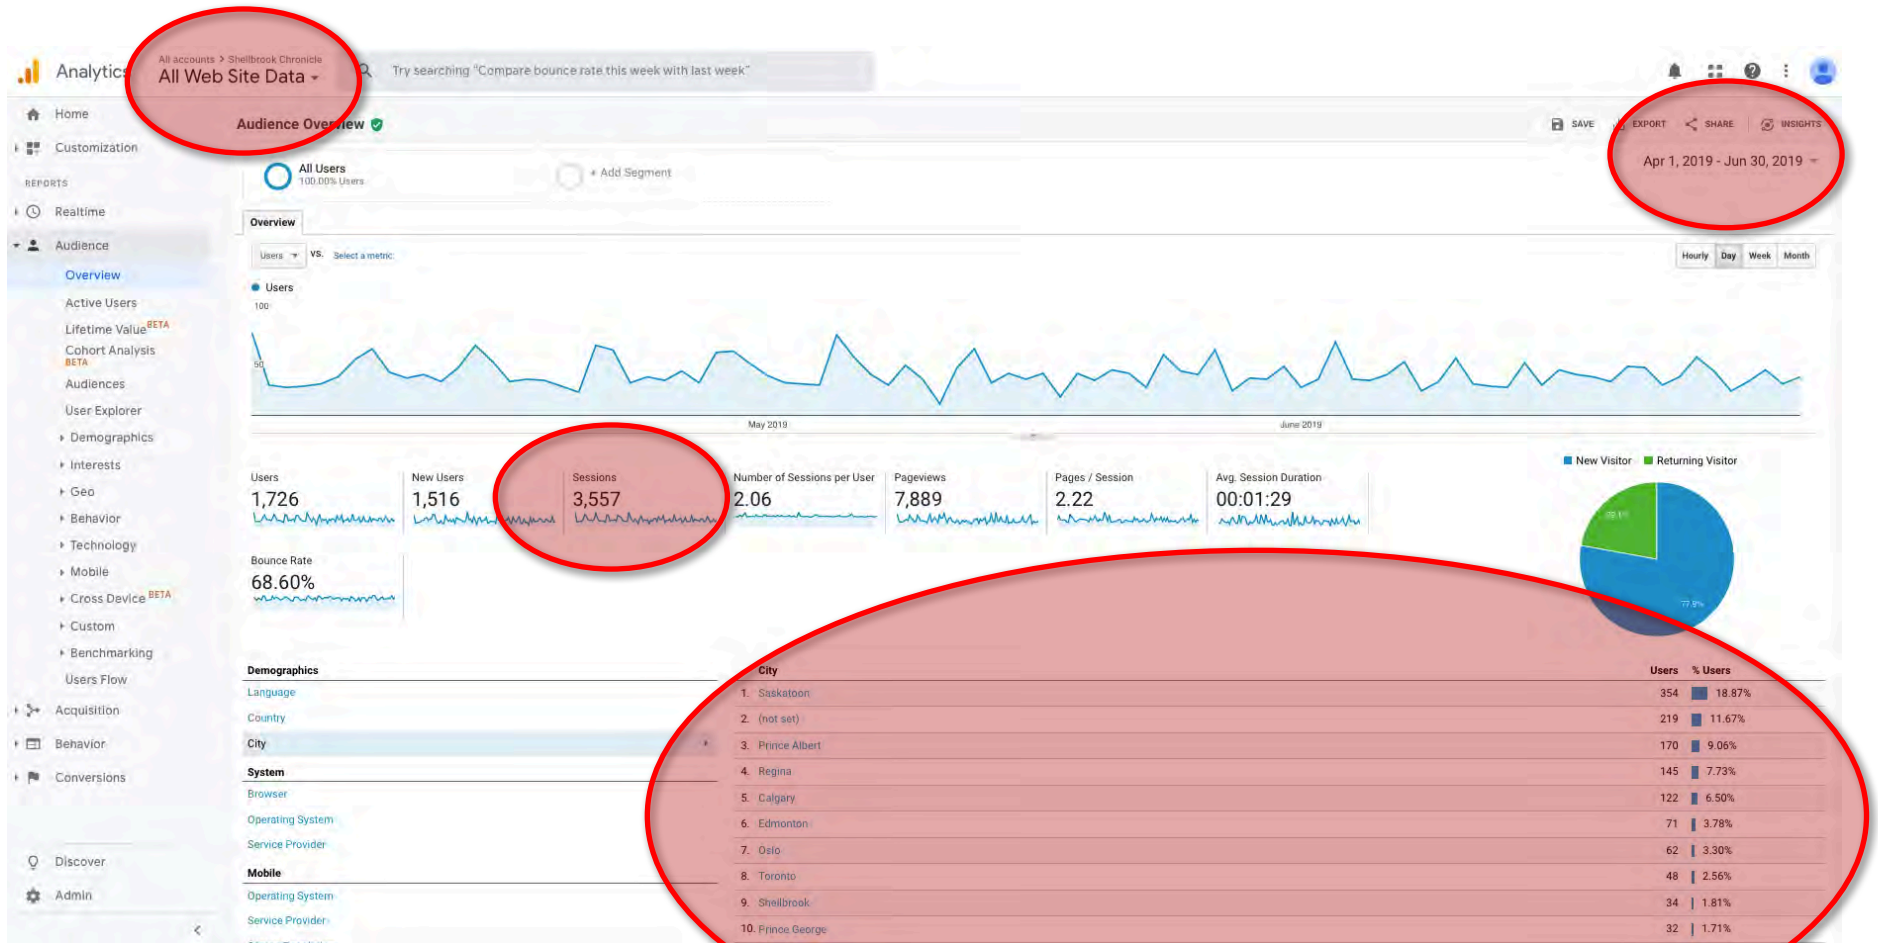 All accounts > Shellbrook Chronicle
Analytics All Web Site Data
Try searching "Compare bounce rate this week with last week"
Home
Customization
REPORTS
Realtime
Audience
Overview
Active Users
Lifetime Value BETA
Cohort Analysis
BETA
Audiences
User Explorer
Demographics
Interests
Geo
Behavior
Technology
Mobile
Cross Device BETA
Custom
Benchmarking
Users Flow
Acquisition
Behavior
Conversions
Discover
Admin
Audience Overview
SAVE EXPORT SHARE INSIGHTS
Apr 1, 2019 - Jun 30, 2019
All Users
100.00% Users
+ Add Segment
Overview
Users VS. Select a metric
Hourly Day Week Month
Users
100
50
May 2019 June 2019
New Visitor Returning Visitor
Users
1,726
New Users
1,516
Sessions
3,557
Number of Sessions per User
2.06
Pageviews
7,889
Pages / Session
2.22
Avg. Session Duration
00:01:29
Bounce Rate
68.60%
Demographics
Language
Country
City
System
Browser
Operating System
Service Provider
Mobile
Operating System
Service Provider
City Users % Users
1. Saskatoon 354 18.87%
2. (not set) 219 11.67%
3. Prince Albert 170 9.06%
4. Regina 145 7.73%
5. Calgary 122 6.50%
6. Edmonton 71 3.78%
7. Oslo 62 3.30%
8. Toronto 48 2.56%
9. Shellbrook 34 1.81%
10. Prince George 32 1.71%